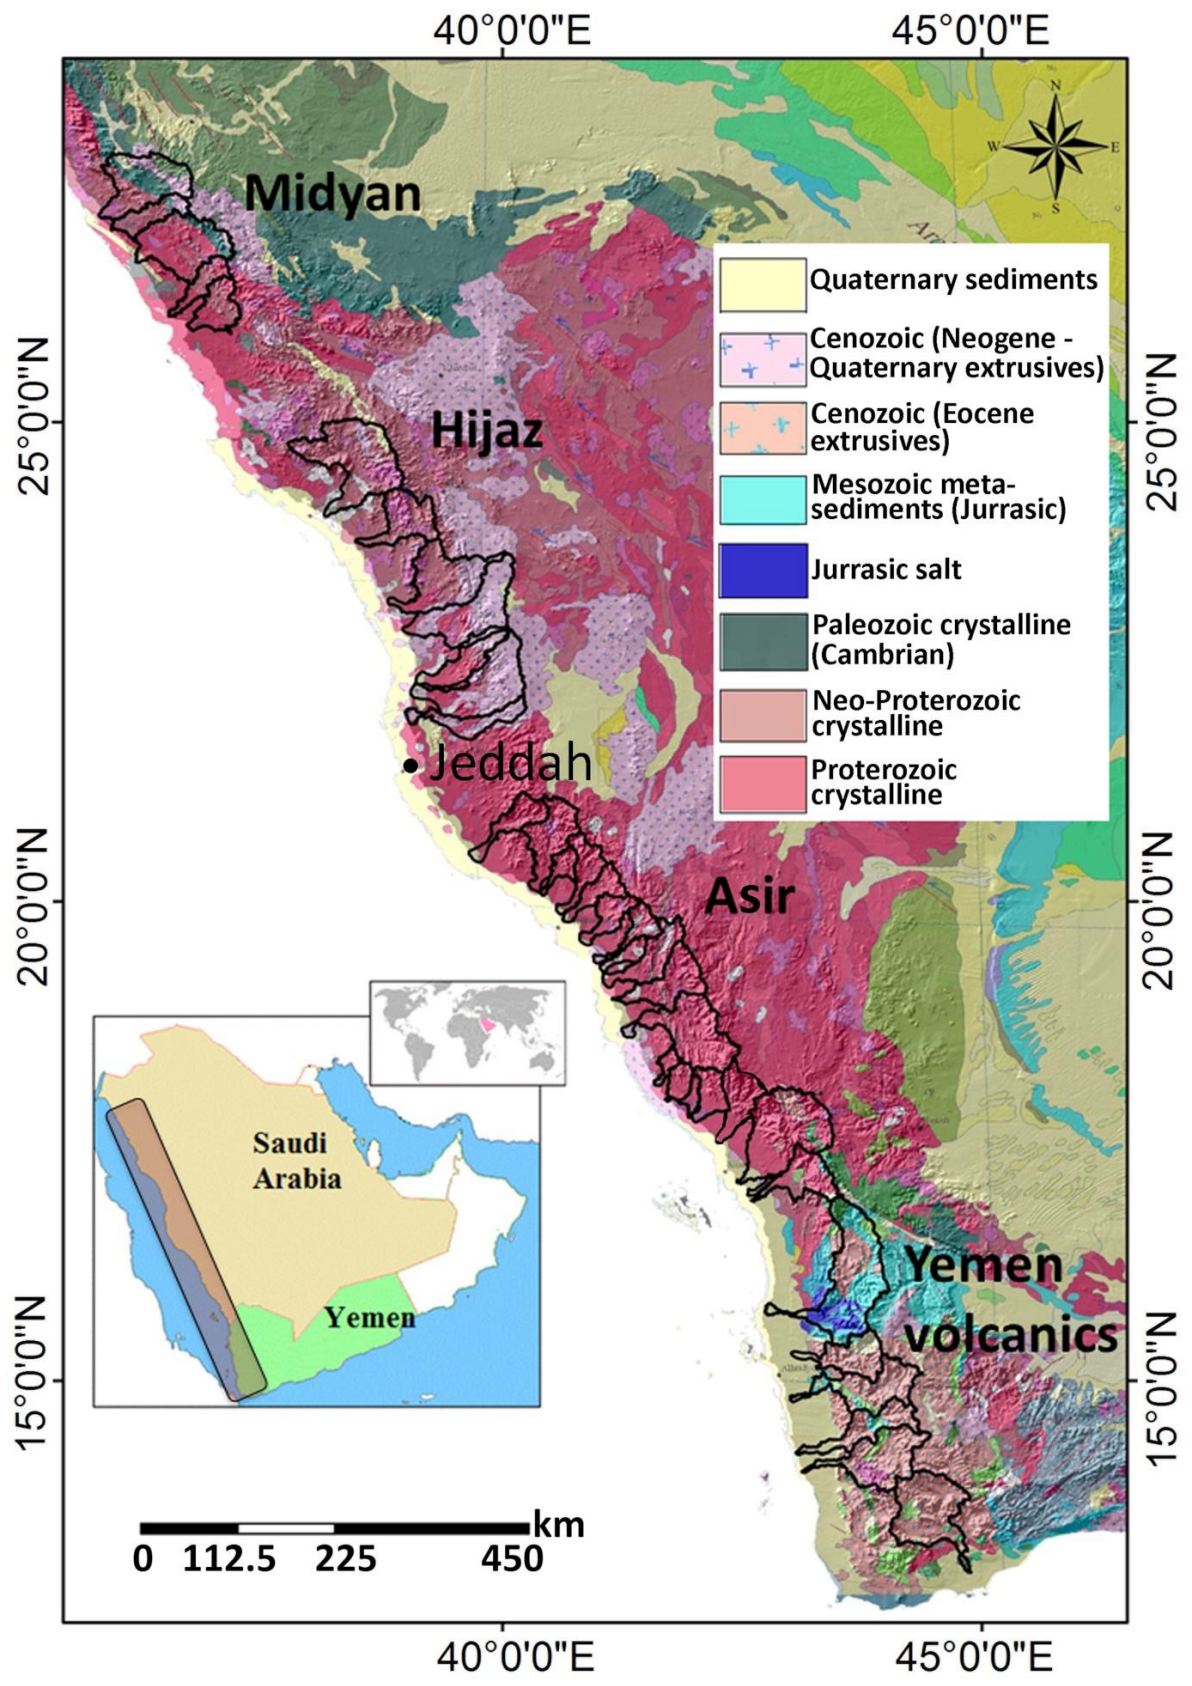 40°0'0"E
45°0'0"E
N
W
E
S
Midyan
Quaternary sediments
Cenozoic (Neogene -
Quaternary extrusives)
Cenozoic (Eocene
extrusives)
Mesozoic meta-
sediments (Jurrasic)
Jurrasic salt
Paleozoic crystalline
(Cambrian)
Neo-Proterozoic
crystalline
Proterozoic
crystalline
25°0'0"N
25°0'0"N
Hijaz
Jeddah
Asir
20°0'0"N
20°0'0"N
Saudi
Arabia
Yemen
Yemen
volcanics
15°0'0"N
15°0'0"N
km
0 112.5 225 450
40°0'0"E
45°0'0"E